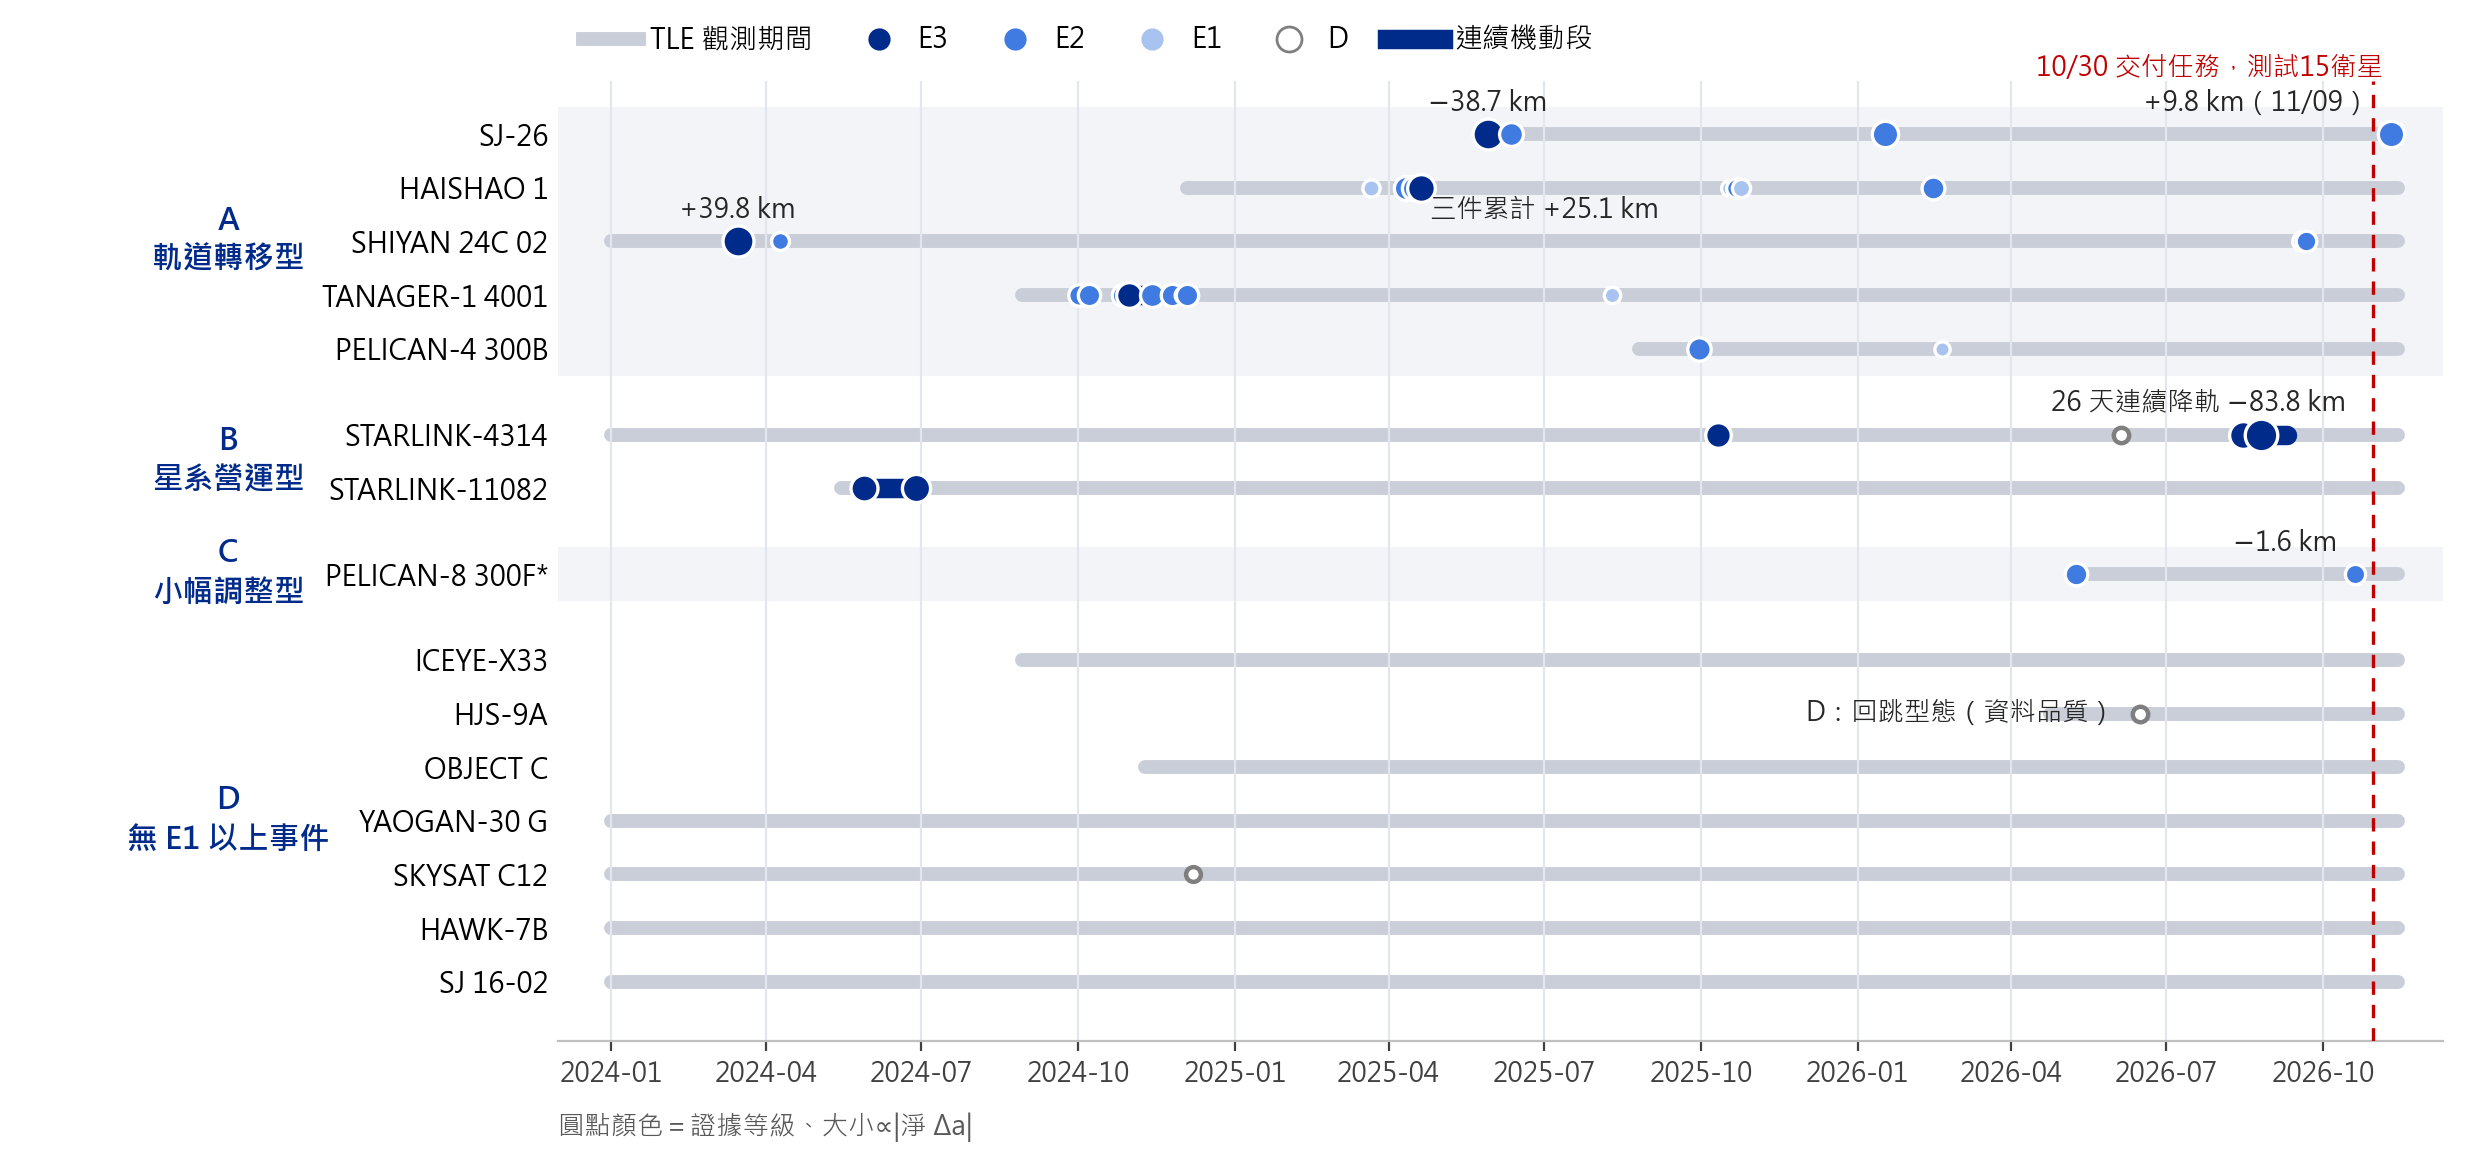 TLE 觀測期間 E3 E2 E1 D 連續機動段
10/30 交付任務，測試15衛星
−38.7 km
+9.8 km（11/09）
SJ-26
HAISHAO 1
+39.8 km
三件累計 +25.1 km
A
軌道轉移型
SHIYAN 24C 02
TANAGER-1 4001
PELICAN-4 300B
26 天連續降軌 −83.8 km
B
星系營運型
STARLINK-4314
STARLINK-11082
−1.6 km
C
小幅調整型
PELICAN-8 300F*
ICEYE-X33
HJS-9A
D：回跳型態（資料品質）
OBJECT C
D
無 E1 以上事件
YAOGAN-30 G
SKYSAT C12
HAWK-7B
SJ 16-02
2024-01 2024-04 2024-07 2024-10 2025-01 2025-04 2025-07 2025-10 2026-01 2026-04 2026-07 2026-10
圓點顏色＝證據等級、大小∝|淨 Δa|